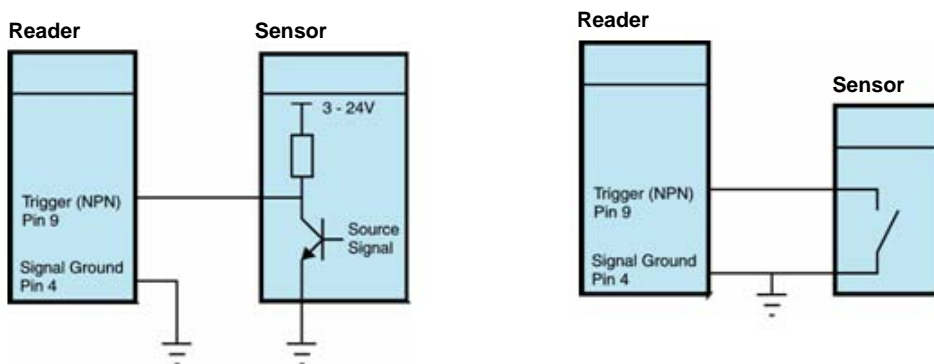 Reader
Sensor
3 - 24V
Trigger (NPN)
Pin 9
Source
Signal
Signal Ground
Pin 4
Reader
Sensor
Trigger (NPN)
Pin 9
Signal Ground
Pin 4